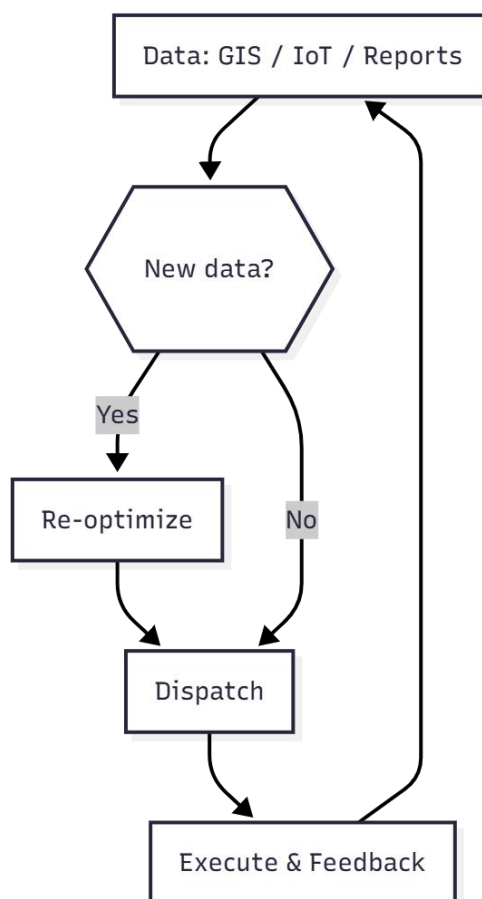 Data: GIS / IoT / Reports
New data?
Yes
Re-optimize
No
Dispatch
Execute & Feedback